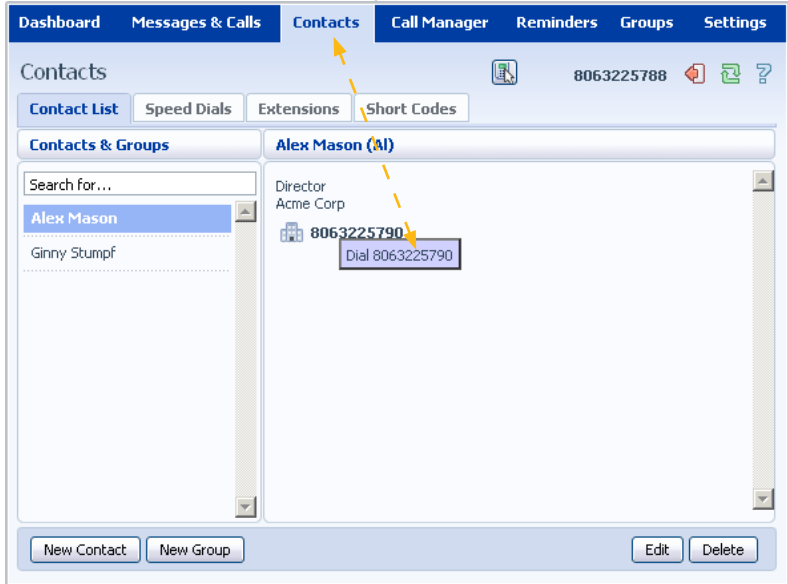 Dashboard Messages & Calls Contacts Call Manager Reminders Groups Settings
Contacts 8063225788
Contact List Speed Dials Extensions Short Codes
Contacts & Groups Alex Mason (Al)
Search for...
Alex Mason
Ginny Stumpf
Director
Acme Corp
8063225790
Dial 8063225790
New Contact New Group Edit Delete